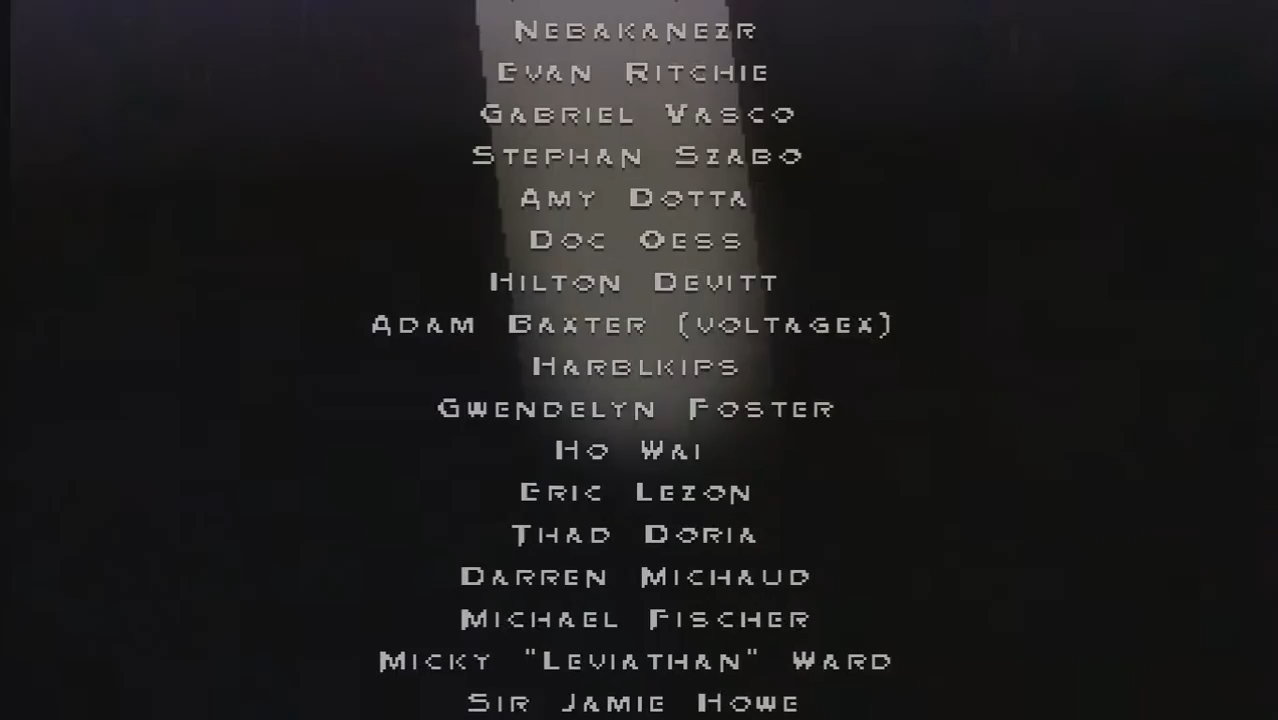 Nebakanezr
Evan Ritchie
Gabriel Vasco
Stephan Szabo
Amy Dotta
Doc Oess
Hilton Devitt
Adam Baxter (voltagex)
Harblkips
Gwendelyn Foster
Ho Wai
Eric Lezon
Thad Doria
Darren Michaud
Michael Fischer
Micky "Leviathan" Ward
Sir Jamie Howe